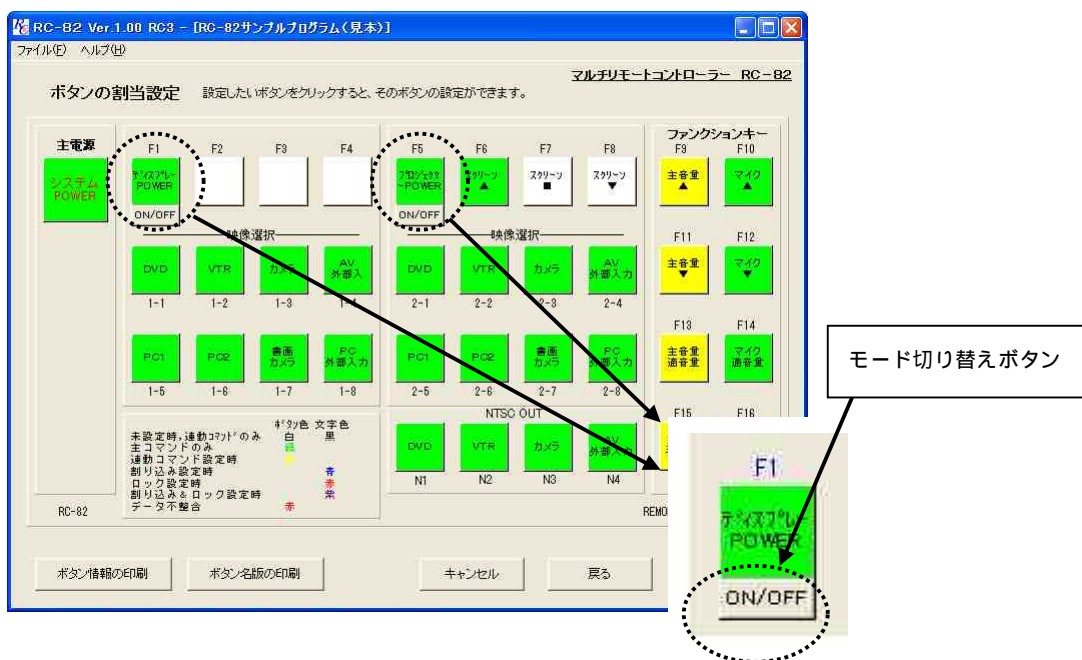 RC-82 Ver.1.00 RC3 - [RC-82サンプルプログラム(見本)]
ファイル(F) ヘルプ(H)
マルチリモートコントローラー RC-82
ボタンの割当設定 設定したいボタンをクリックすると、そのボタンの設定ができます。
主電源
システム
POWER
RC-82
F1 F2 F3 F4
ディスプレー
POWER
ON/OFF
映像選択
DVD VTR カメラ AV
外部入
1-1 1-2 1-3 1-4
PC1 PC2 書画
カメラ PC
外部入力
1-5 1-6 1-7 1-8
F5 F6 F7 F8
プロジェクタ
ーPOWER
ON/OFF
スクリーン
▲
スクリーン
■
スクリーン
▼
映像選択
DVD VTR カメラ AV
外部入力
2-1 2-2 2-3 2-4
PC1 PC2 書画
カメラ PC
外部入力
2-5 2-6 2-7 2-8
NTSC OUT
DVD VTR カメラ AV
外部入力
N1 N2 N3 N4
ファンクションキー
F9 F10
主音量
▲
マイク
▲
F11 F12
主音量
▼
マイク
▼
F13 F14
主音量
適音量
マイク
適音量
F15 F16
ボタン色 文字色
未設定時,連動コマンドのみ 白 黒
主コマンドのみ 緑
連動コマンド設定時 黄
割り込み設定時 青
ロック設定時 赤
割り込み&ロック設定時 紫
データ不整合 赤
ボタン情報の印刷 ボタン名版の印刷 キャンセル 戻る
モード切り替えボタン
F1
ディスプレー
POWER
ON/OFF